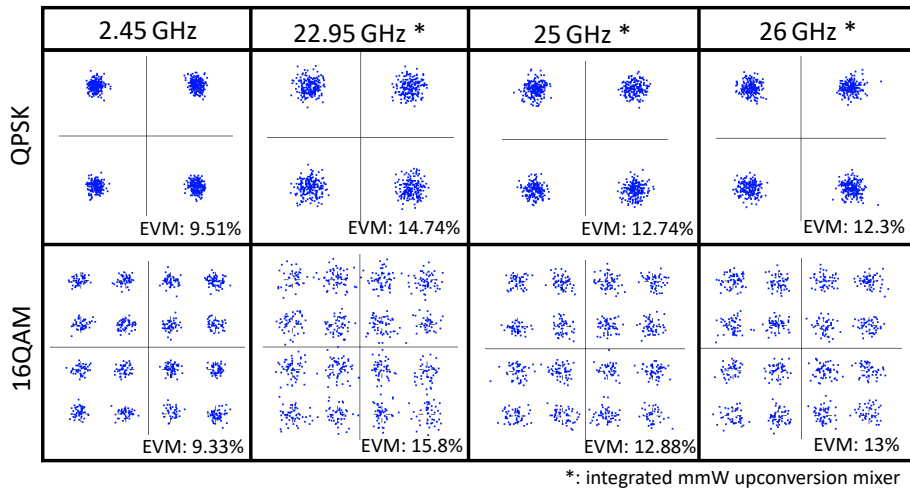 2.45 GHz 22.95 GHz * 25 GHz * 26 GHz *
QPSK
EVM: 9.51% EVM: 14.74% EVM: 12.74% EVM: 12.3%
16QAM
EVM: 9.33% EVM: 15.8% EVM: 12.88% EVM: 13%
*: integrated mmW upconversion mixer